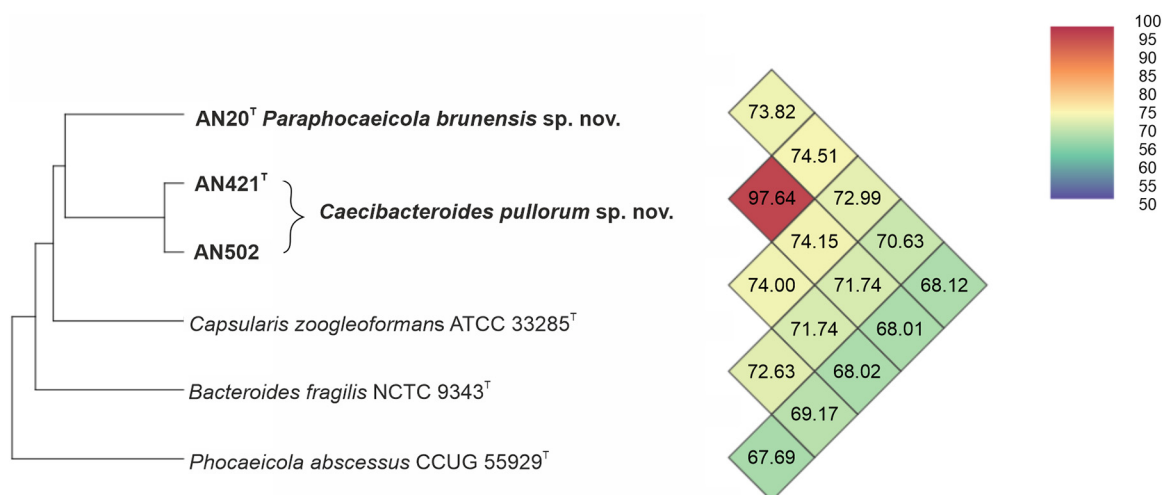 AN20ᵀ Paraphocaeicola brunensis sp. nov.
AN421ᵀ
Caecibacteroides pullorum sp. nov.
AN502
Capsularis zoogleoformans ATCC 33285ᵀ
Bacteroides fragilis NCTC 9343ᵀ
Phocaeicola abscessus CCUG 55929ᵀ
73.82
74.51
97.64 72.99
74.15 70.63
74.00 71.74 68.12
71.74 68.01
72.63 68.02
69.17
67.69
100
95
90
85
80
75
70
56
60
55
50